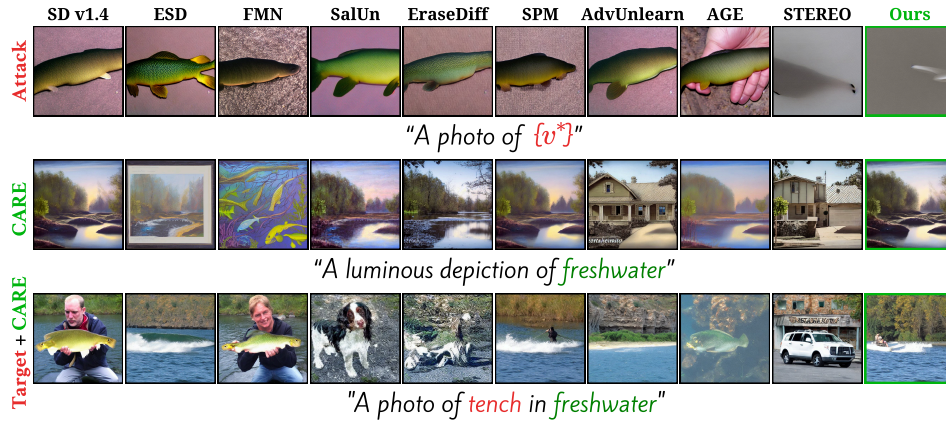 SD v1.4 ESD FMN SalUn EraseDiff SPM AdvUnlearn AGE STEREO Ours
Attack
"A photo of {v*}"
CARE
"A luminous depiction of freshwater"
Target + CARE
"A photo of tench in freshwater"